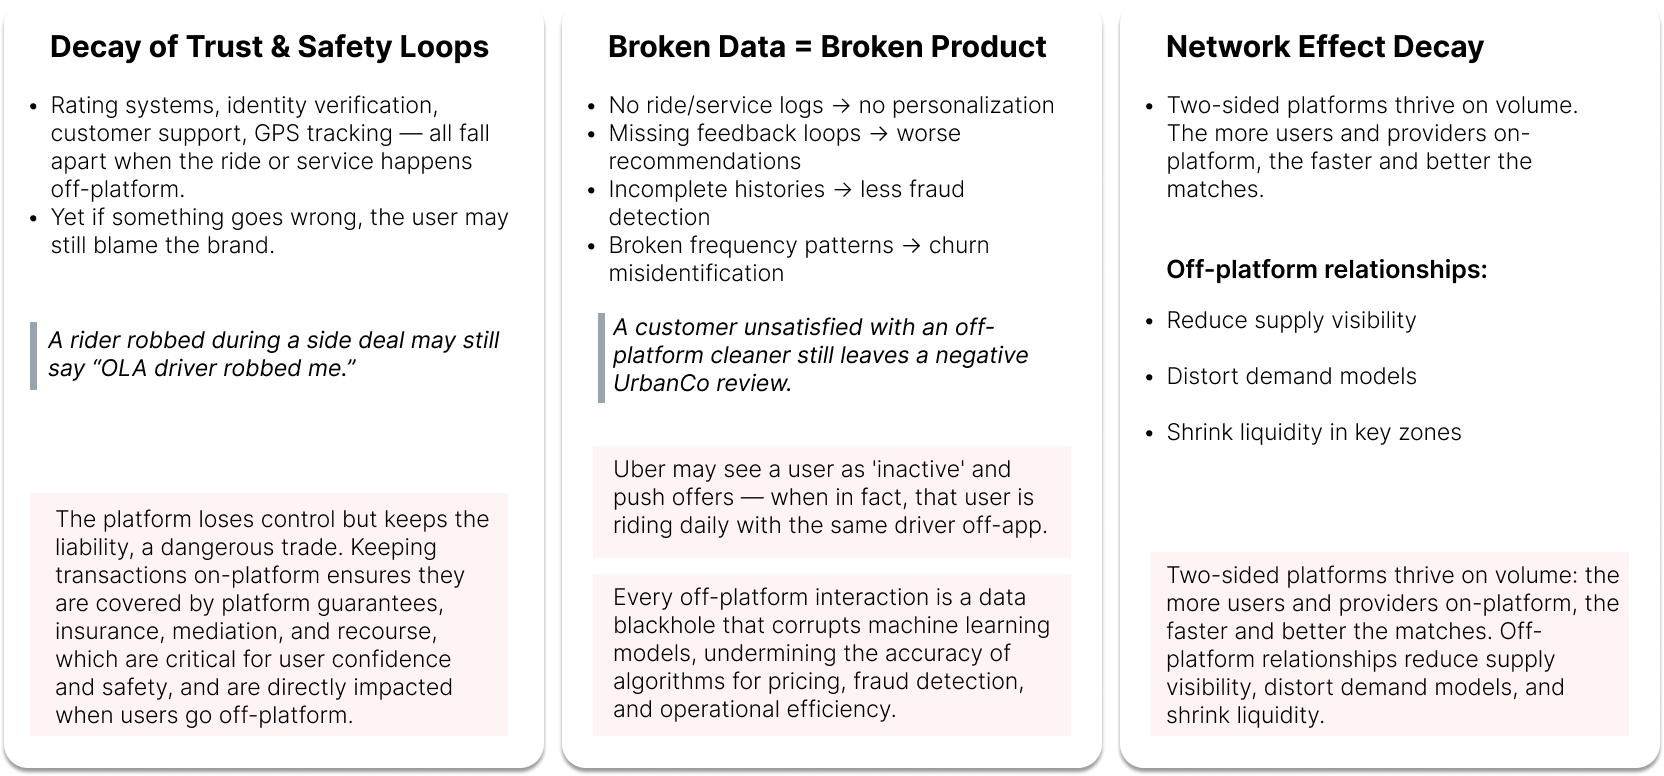 Decay of Trust & Safety Loops
• Rating systems, identity verification,
customer support, GPS tracking — all fall
apart when the ride or service happens
off-platform.
• Yet if something goes wrong, the user may
still blame the brand.
A rider robbed during a side deal may still
say “OLA driver robbed me.”
The platform loses control but keeps the
liability, a dangerous trade. Keeping
transactions on-platform ensures they
are covered by platform guarantees,
insurance, mediation, and recourse,
which are critical for user confidence
and safety, and are directly impacted
when users go off-platform.
Broken Data = Broken Product
• No ride/service logs → no personalization
• Missing feedback loops → worse
recommendations
• Incomplete histories → less fraud
detection
• Broken frequency patterns → churn
misidentification
A customer unsatisfied with an off-
platform cleaner still leaves a negative
UrbanCo review.
Uber may see a user as 'inactive' and
push offers — when in fact, that user is
riding daily with the same driver off-app.
Every off-platform interaction is a data
blackhole that corrupts machine learning
models, undermining the accuracy of
algorithms for pricing, fraud detection,
and operational efficiency.
Network Effect Decay
• Two-sided platforms thrive on volume.
The more users and providers on-
platform, the faster and better the
matches.
Off-platform relationships:
• Reduce supply visibility
• Distort demand models
• Shrink liquidity in key zones
Two-sided platforms thrive on volume: the
more users and providers on-platform, the
faster and better the matches. Off-
platform relationships reduce supply
visibility, distort demand models, and
shrink liquidity.